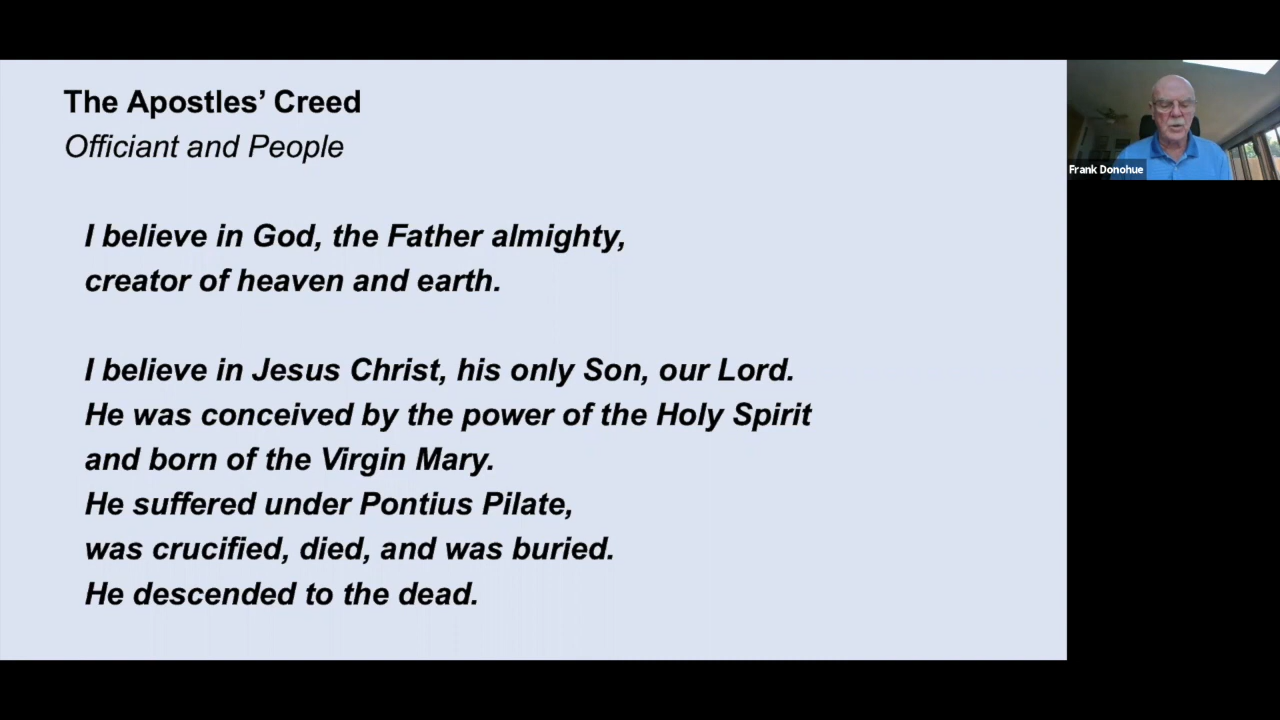 The Apostles’ Creed
Officiant and People
I believe in God, the Father almighty,
creator of heaven and earth.
I believe in Jesus Christ, his only Son, our Lord.
He was conceived by the power of the Holy Spirit
and born of the Virgin Mary.
He suffered under Pontius Pilate,
was crucified, died, and was buried.
He descended to the dead.
Frank Donohue